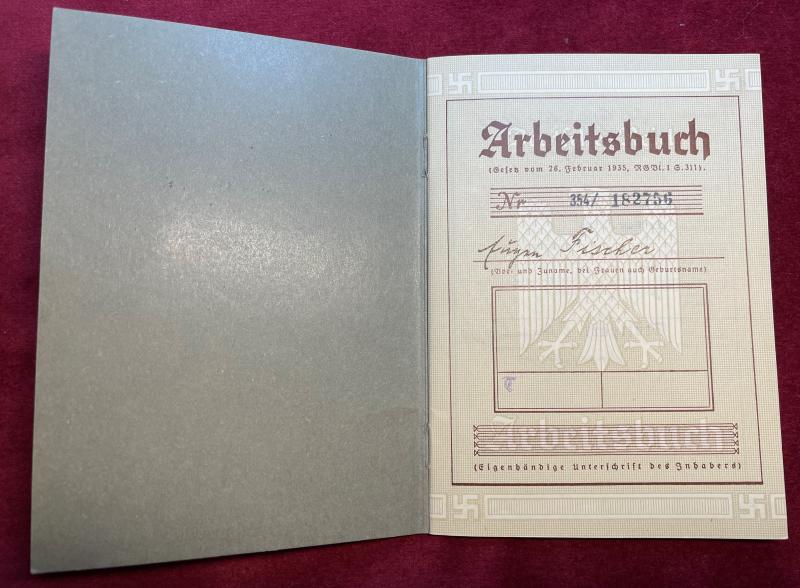 Arbeitsbuch
(Gesetz vom 26. Februar 1935, RGBl. I S.311).
Nr 354/ 182756
Eugen Fischer
(Vor- und Zuname, bei Frauen auch Geburtsname)
T
Arbeitsbuch
(Eigenhändige Unterschrift des Inhabers)